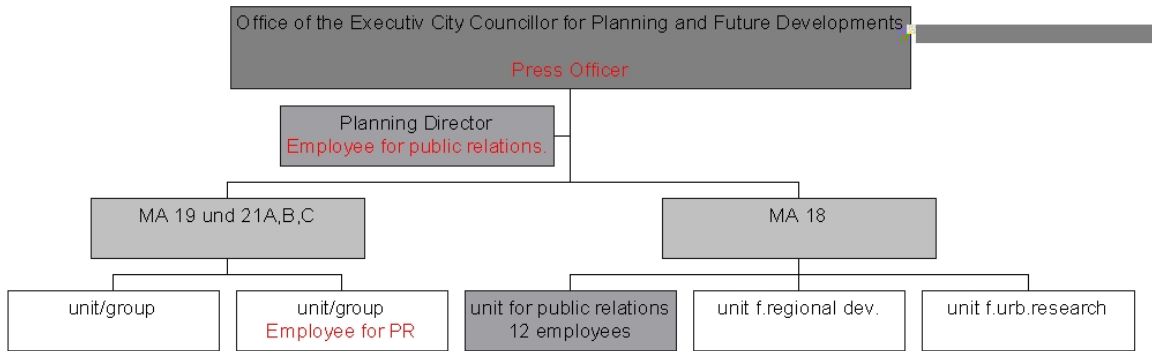 Office of the Executiv City Councillor for Planning and Future Developments
Press Officer
Planning Director
Employee for public relations.
MA 19 und 21A,B,C
MA 18
unit/group
unit/group
Employee for PR
unit for public relations
12 employees
unit f.regional dev.
unit f.urb.research